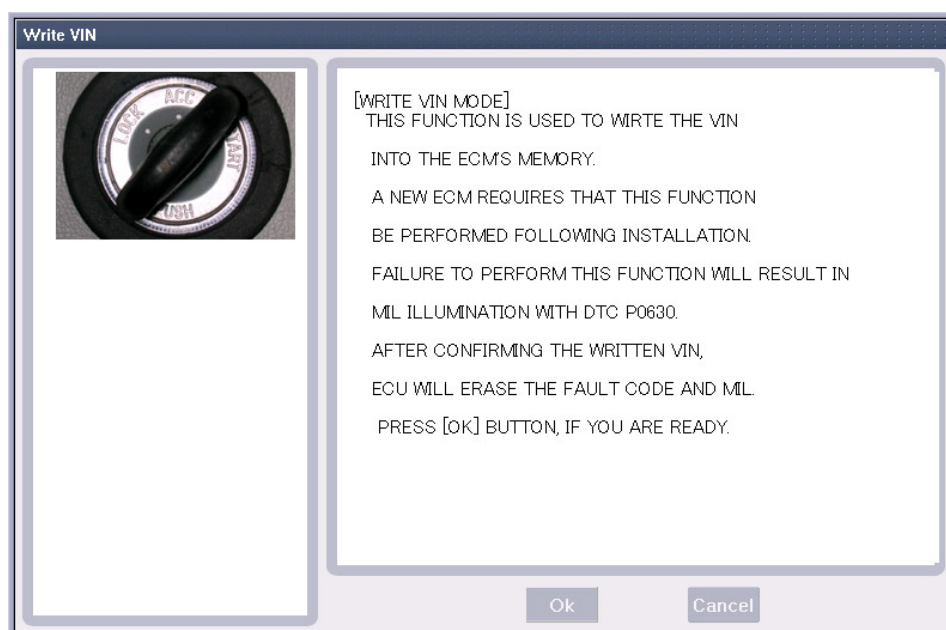 Write VIN
LOCK ACC START PUSH
[WRITE VIN MODE]
THIS FUNCTION IS USED TO WIRTE THE VIN
INTO THE ECM'S MEMORY.
A NEW ECM REQUIRES THAT THIS FUNCTION
BE PERFORMED FOLLOWING INSTALLATION.
FAILURE TO PERFORM THIS FUNCTION WILL RESULT IN
MIL ILLUMINATION WITH DTC P0630.
AFTER CONFIRMING THE WRITTEN VIN,
ECU WILL ERASE THE FAULT CODE AND MIL.
PRESS [OK] BUTTON, IF YOU ARE READY.
Ok Cancel